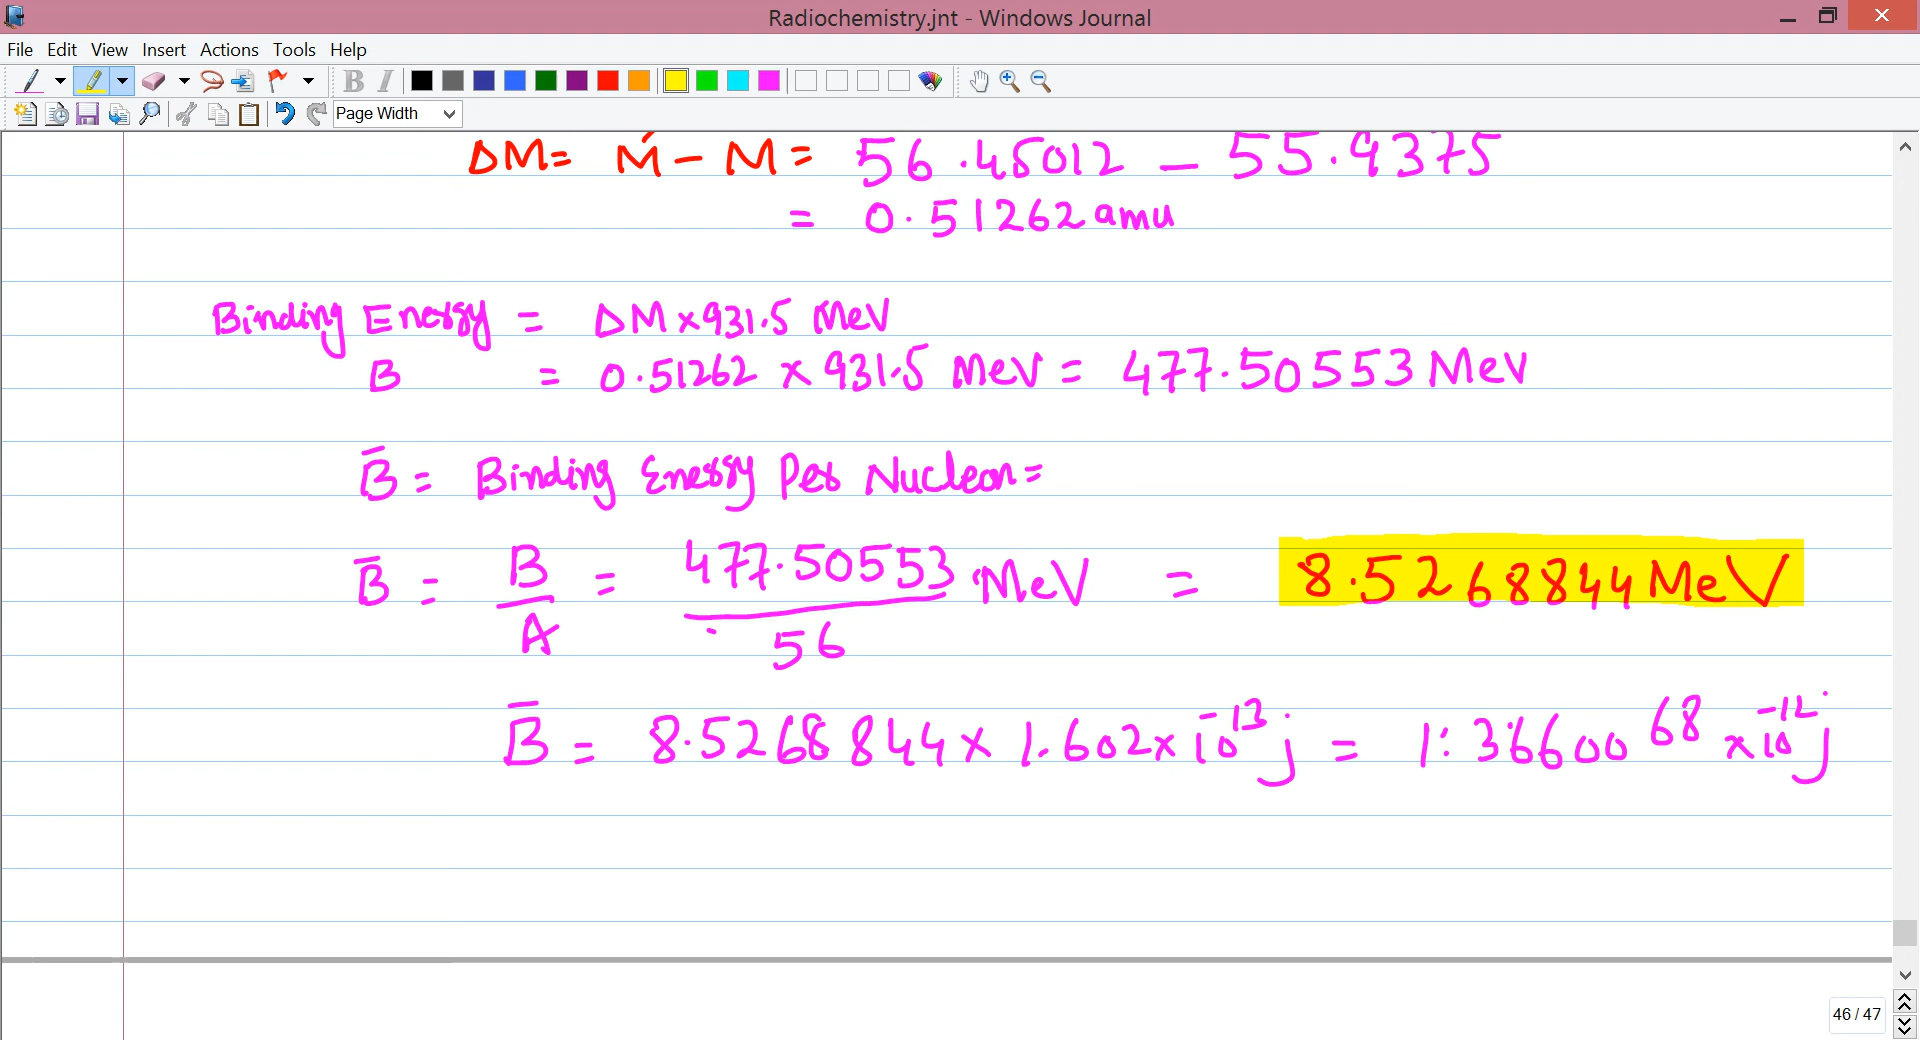 Radiochemistry.jnt - Windows Journal
File Edit View Insert Actions Tools Help
B I
Page Width
ΔM = M' – M = 56.45012 – 55.9375
= 0.51262 amu
Binding Energy = ΔM × 931.5 MeV
B = 0.51262 × 931.5 MeV = 477.50553 MeV
B̄ = Binding Energy Per Nucleon =
B̄ = B/A = 477.50553/56 MeV = 8.5268844 MeV
B̄ = 8.5268844 × 1.602 × 10⁻¹³ j = 1.3660068 × 10⁻¹² j
46 / 47